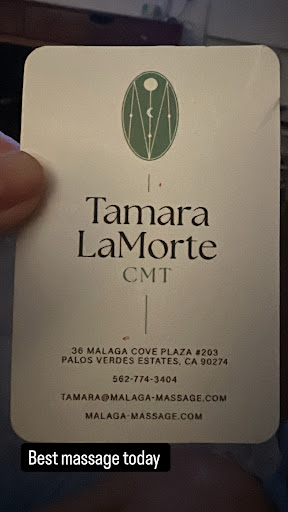 Tamara
LaMorte
CMT
36 MALAGA COVE PLAZA #203
PALOS VERDES ESTATES, CA 90274
562-774-3404
TAMARA@MALAGA-MASSAGE.COM
MALAGA-MASSAGE.COM
Best massage today